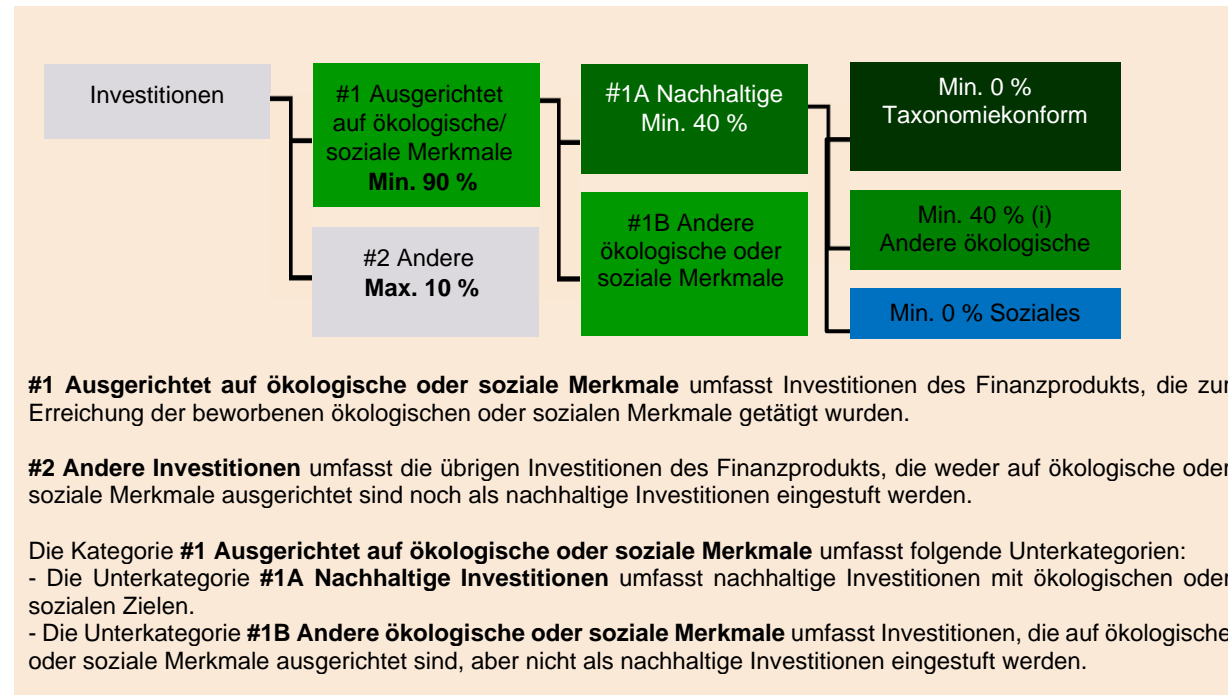 Investitionen
#1 Ausgerichtet
auf ökologische/
soziale Merkmale
Min. 90 %
#2 Andere
Max. 10 %
#1A Nachhaltige
Min. 40 %
#1B Andere
ökologische oder
soziale Merkmale
Min. 0 %
Taxonomiekonform
Min. 40 % (i)
Andere ökologische
Min. 0 % Soziales
#1 Ausgerichtet auf ökologische oder soziale Merkmale umfasst Investitionen des Finanzprodukts, die zur
Erreichung der beworbenen ökologischen oder sozialen Merkmale getätigt wurden.
#2 Andere Investitionen umfasst die übrigen Investitionen des Finanzprodukts, die weder auf ökologische oder
soziale Merkmale ausgerichtet sind noch als nachhaltige Investitionen eingestuft werden.
Die Kategorie #1 Ausgerichtet auf ökologische oder soziale Merkmale umfasst folgende Unterkategorien:
- Die Unterkategorie #1A Nachhaltige Investitionen umfasst nachhaltige Investitionen mit ökologischen oder
sozialen Zielen.
- Die Unterkategorie #1B Andere ökologische oder soziale Merkmale umfasst Investitionen, die auf ökologische
oder soziale Merkmale ausgerichtet sind, aber nicht als nachhaltige Investitionen eingestuft werden.